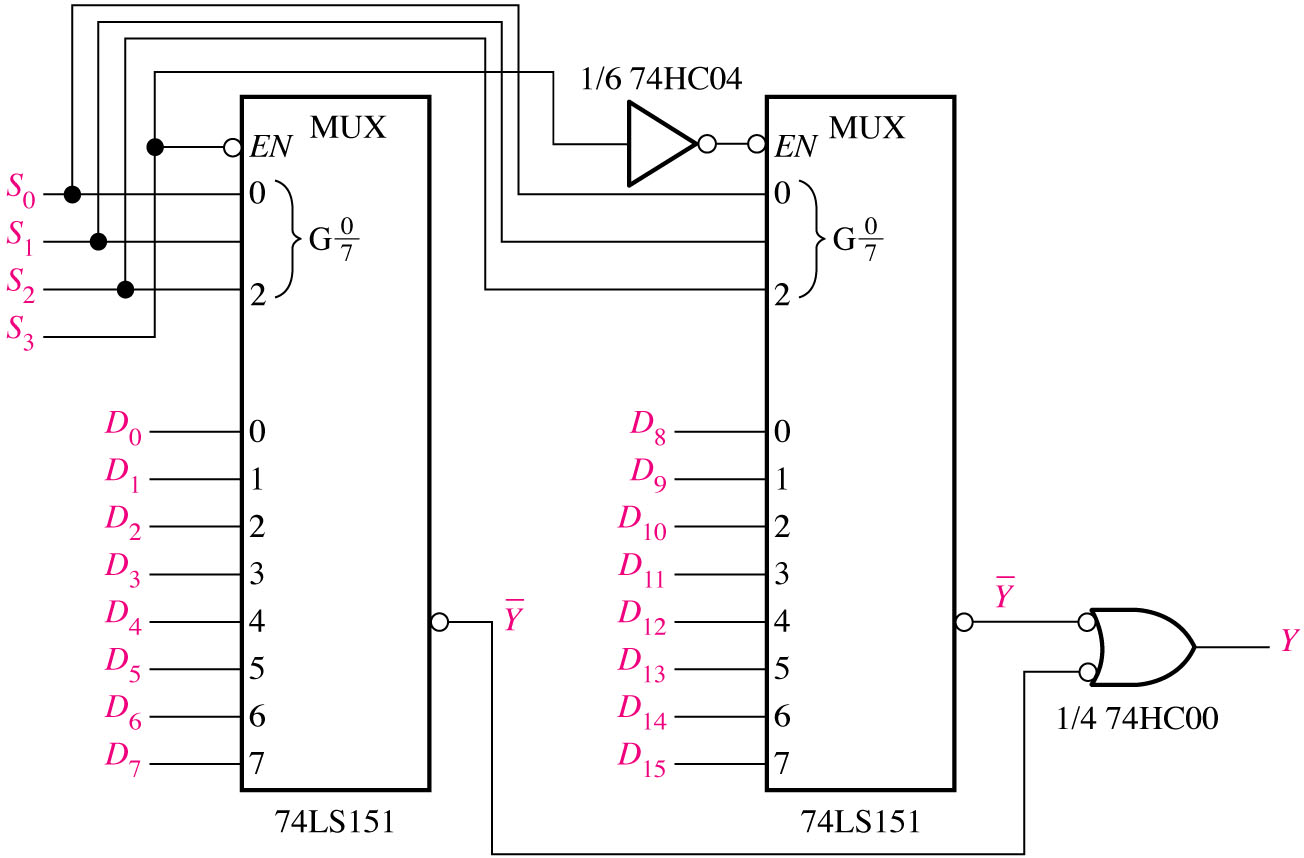 1/6 74HC04
MUX
MUX
EN
EN
S0
0
0
S1
G 0/7
G 0/7
S2
2
2
S3
D0
0
D8
0
D1
1
D9
1
D2
2
D10
2
D3
3
D11
3
D4
4
Y̅
D12
4
Y̅
D5
5
D13
5
Y
D6
6
D14
6
1/4 74HC00
D7
7
D15
7
74LS151
74LS151